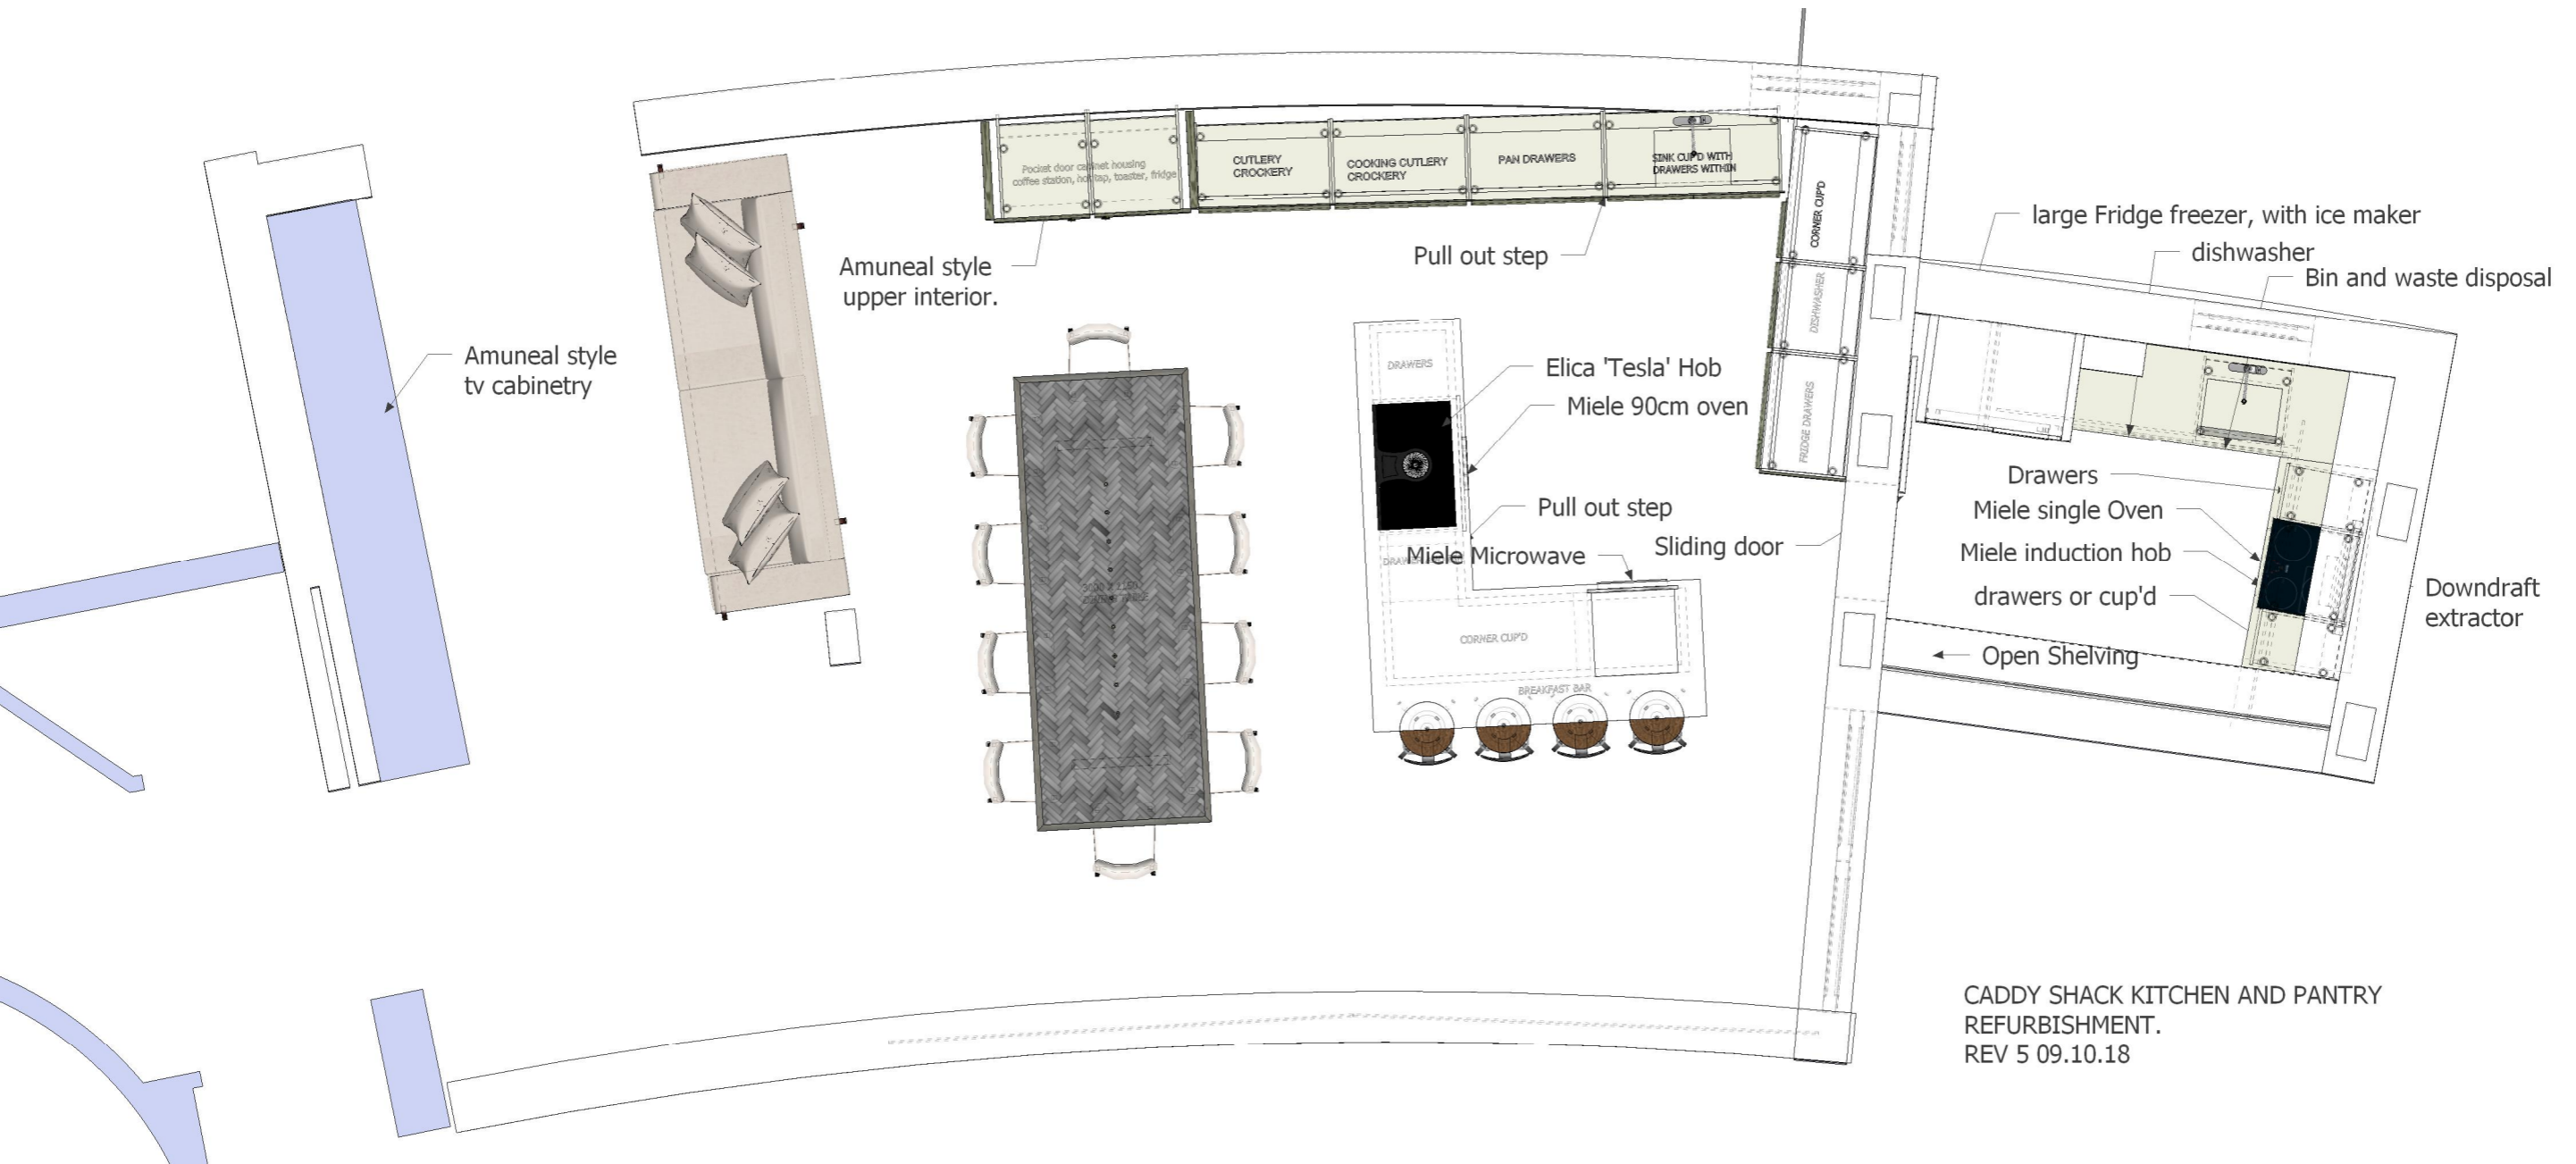 Pocket door cabinet housing
coffee station, hot tap, toaster, fridge
CUTLERY
CROCKERY
COOKING CUTLERY
CROCKERY
PAN DRAWERS
SINK CUP'D WITH
DRAWERS WITHIN
CORNER CUP'D
DISHWASHER
FRIDGE DRAWERS
large Fridge freezer, with ice maker
dishwasher
Bin and waste disposal
Amuneal style
upper interior.
Pull out step
Amuneal style
tv cabinetry
DRAWERS
Elica 'Tesla' Hob
Miele 90cm oven
Pull out step
Miele Microwave
Sliding door
Drawers
Miele single Oven
Miele induction hob
drawers or cup'd
Downdraft
extractor
Open Shelving
CORNER CUP'D
BREAKFAST BAR
CADDY SHACK KITCHEN AND PANTRY
REFURBISHMENT.
REV 5 09.10.18